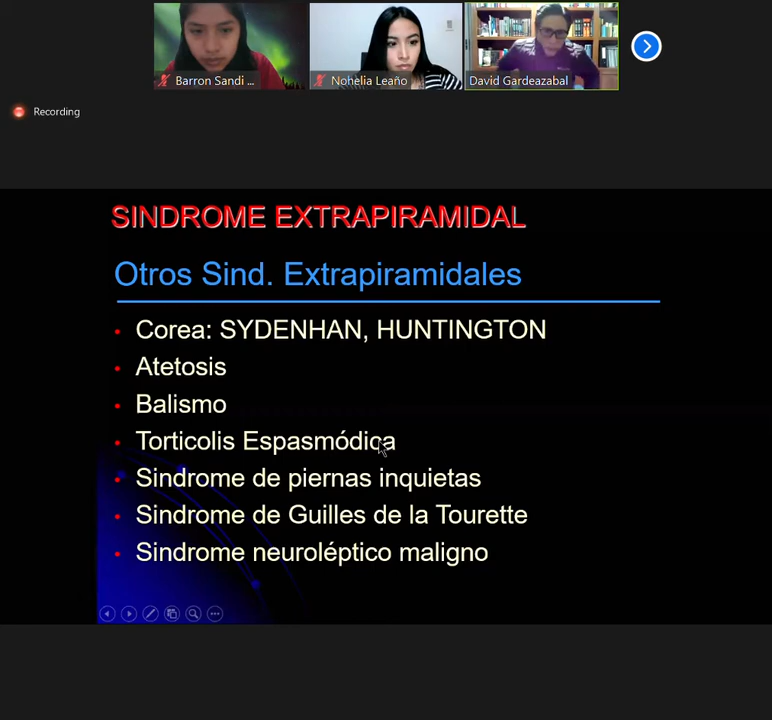 Barron Sandi ...
Nohelia Leaño
David Gardeazabal
Recording
SINDROME EXTRAPIRAMIDAL
Otros Sind. Extrapiramidales
• Corea: SYDENHAN, HUNTINGTON
• Atetosis
• Balismo
• Torticolis Espasmódica
• Sindrome de piernas inquietas
• Sindrome de Guilles de la Tourette
• Sindrome neuroléptico maligno